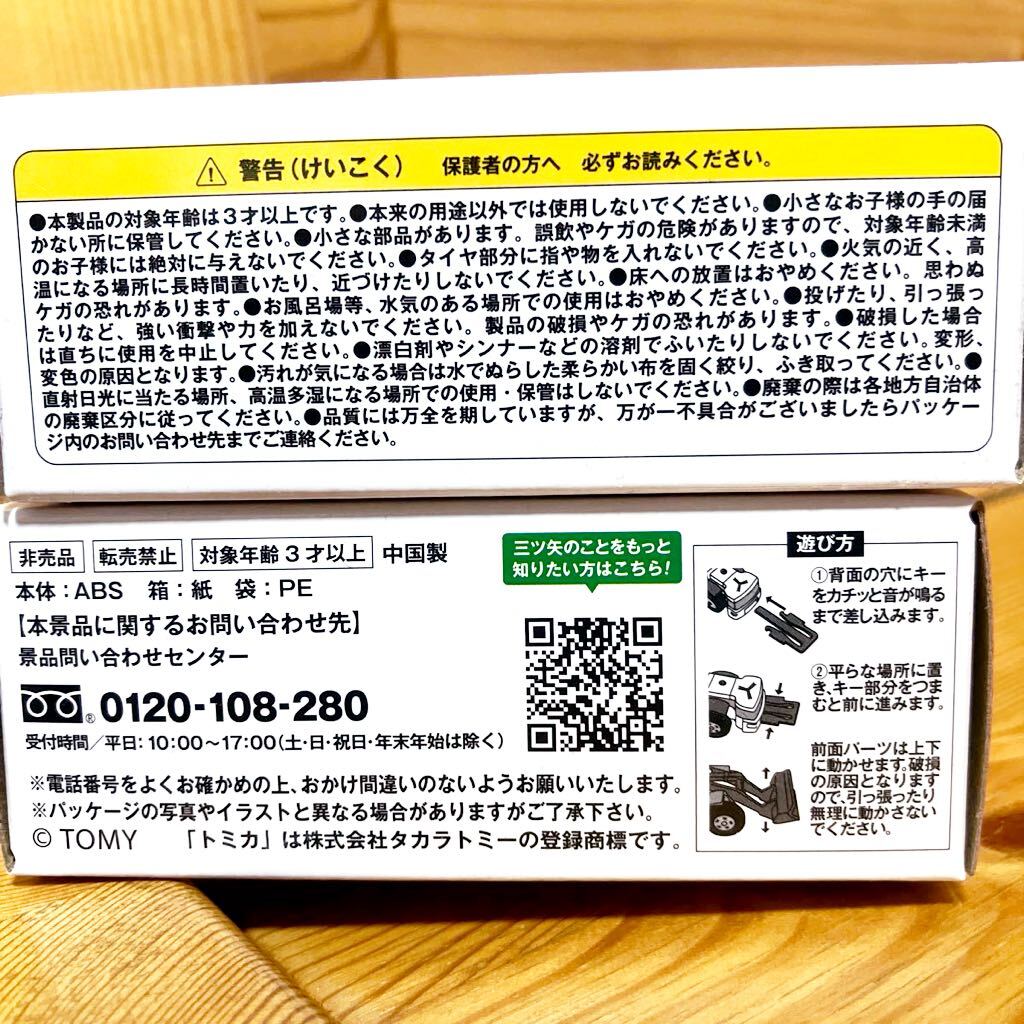 ⚠ 警告（けいこく） 保護者の方へ 必ずお読みください。
●本製品の対象年齢は3才以上です。●本来の用途以外では使用しないでください。●小さなお子様の手の届
かない所に保管してください。●小さな部品があります。誤飲やケガの危険がありますので、対象年齢未満
のお子様には絶対に与えないでください。●タイヤ部分に指や物を入れないでください。●火気の近く、高
温になる場所に長時間置いたり、近づけたりしないでください。●床への放置はおやめください。思わぬ
ケガの恐れがあります。●お風呂場等、水気のある場所での使用はおやめください。●投げたり、引っ張っ
たりなど、強い衝撃や力を加えないでください。製品の破損やケガの恐れがあります。●破損した場合
は直ちに使用を中止してください。●漂白剤やシンナーなどの溶剤でふいたりしないでください。変形、
変色の原因となります。●汚れが気になる場合は水でぬらした柔らかい布を固く絞り、ふき取ってください。●
直射日光に当たる場所、高温多湿になる場所での使用・保管はしないでください。●廃棄の際は各地方自治体
の廃棄区分に従ってください。●品質には万全を期していますが、万が一不具合がございましたらパッケー
ジ内のお問い合わせ先までご連絡ください。
非売品 転売禁止 対象年齢3才以上 中国製
本体：ABS 箱：紙 袋：PE
【本景品に関するお問い合わせ先】
景品問い合わせセンター
® 0120-108-280
受付時間／平日：10:00～17:00（土・日・祝日・年末年始は除く）
三ツ矢のことをもっと
知りたい方はこちら！
※電話番号をよくお確かめの上、おかけ間違いのないようお願いいたします。
※パッケージの写真やイラストと異なる場合がありますがご了承下さい。
© TOMY 「トミカ」は株式会社タカラトミーの登録商標です。
遊び方
①背面の穴にキー
をカチッと音が鳴る
まで差し込みます。
②平らな場所に置
き、キー部分をつま
むと前に進みます。
前面パーツは上下
に動かせます。破損
の原因となります
ので、引っ張ったり
無理に動かさない
でください。